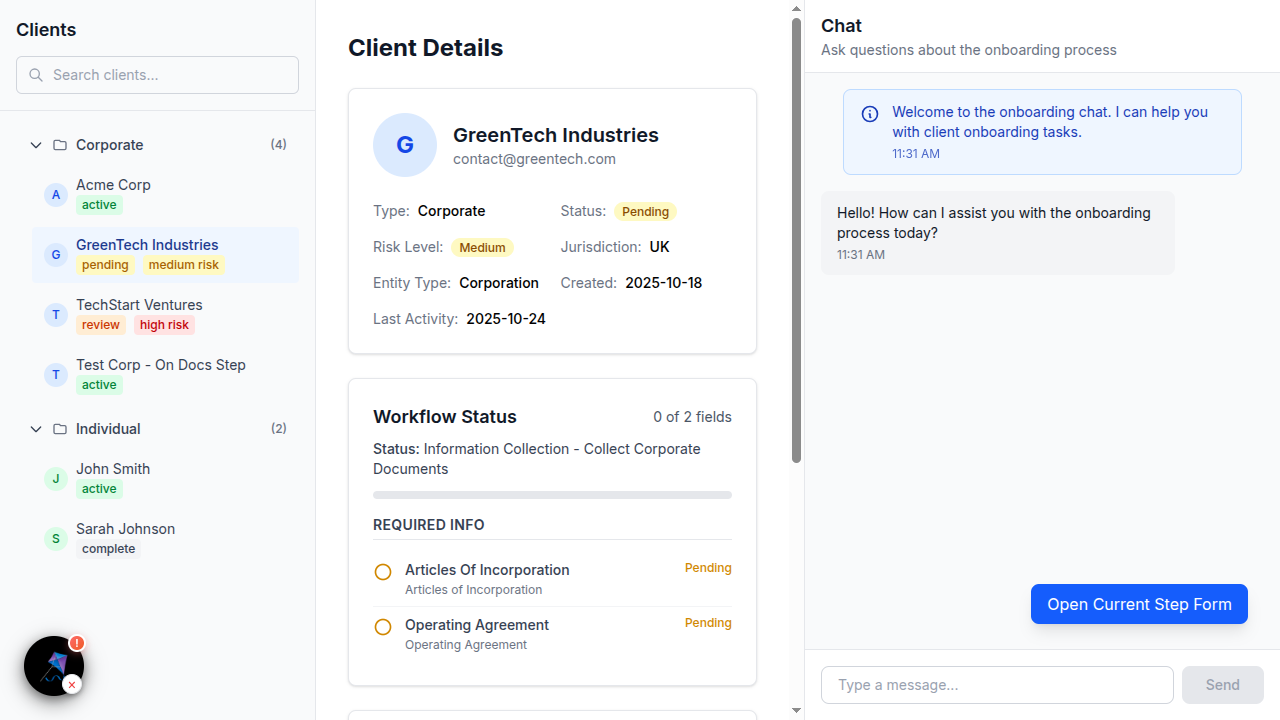 Clients
Search clients...
Corporate (4)
A Acme Corp
active
G GreenTech Industries
pending medium risk
T TechStart Ventures
review high risk
T Test Corp - On Docs Step
active
Individual (2)
J John Smith
active
S Sarah Johnson
complete
!
Client Details
G
GreenTech Industries
contact@greentech.com
Type: Corporate Status: Pending
Risk Level: Medium Jurisdiction: UK
Entity Type: Corporation Created: 2025-10-18
Last Activity: 2025-10-24
Workflow Status 0 of 2 fields
Status: Information Collection - Collect Corporate
Documents
REQUIRED INFO
Articles Of Incorporation Pending
Articles of Incorporation
Operating Agreement Pending
Operating Agreement
Chat
Ask questions about the onboarding process
Welcome to the onboarding chat. I can help you
with client onboarding tasks.
11:31 AM
Hello! How can I assist you with the onboarding
process today?
11:31 AM
Open Current Step Form
Type a message... Send